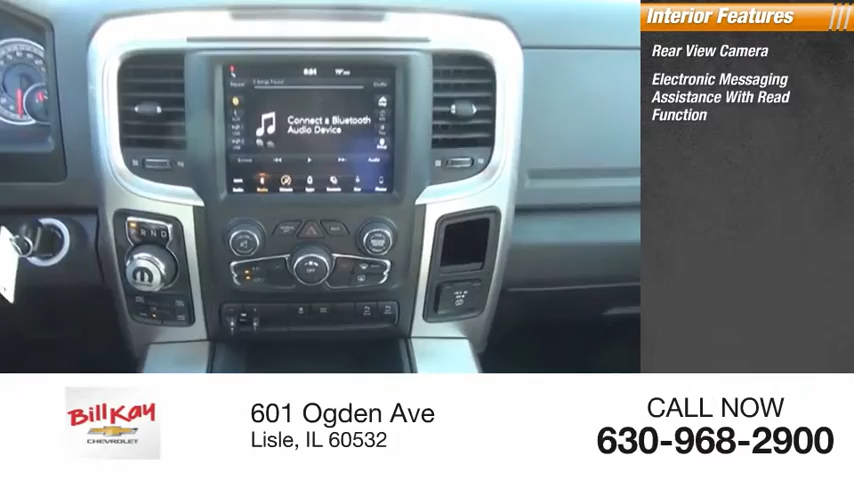 Interior Features
Rear View Camera
Electronic Messaging
Assistance With Read
Function
Connect a Bluetooth
Audio Device
R N D
OFF
Bill Kay
CHEVROLET
601 Ogden Ave
Lisle, IL 60532
CALL NOW
630-968-2900